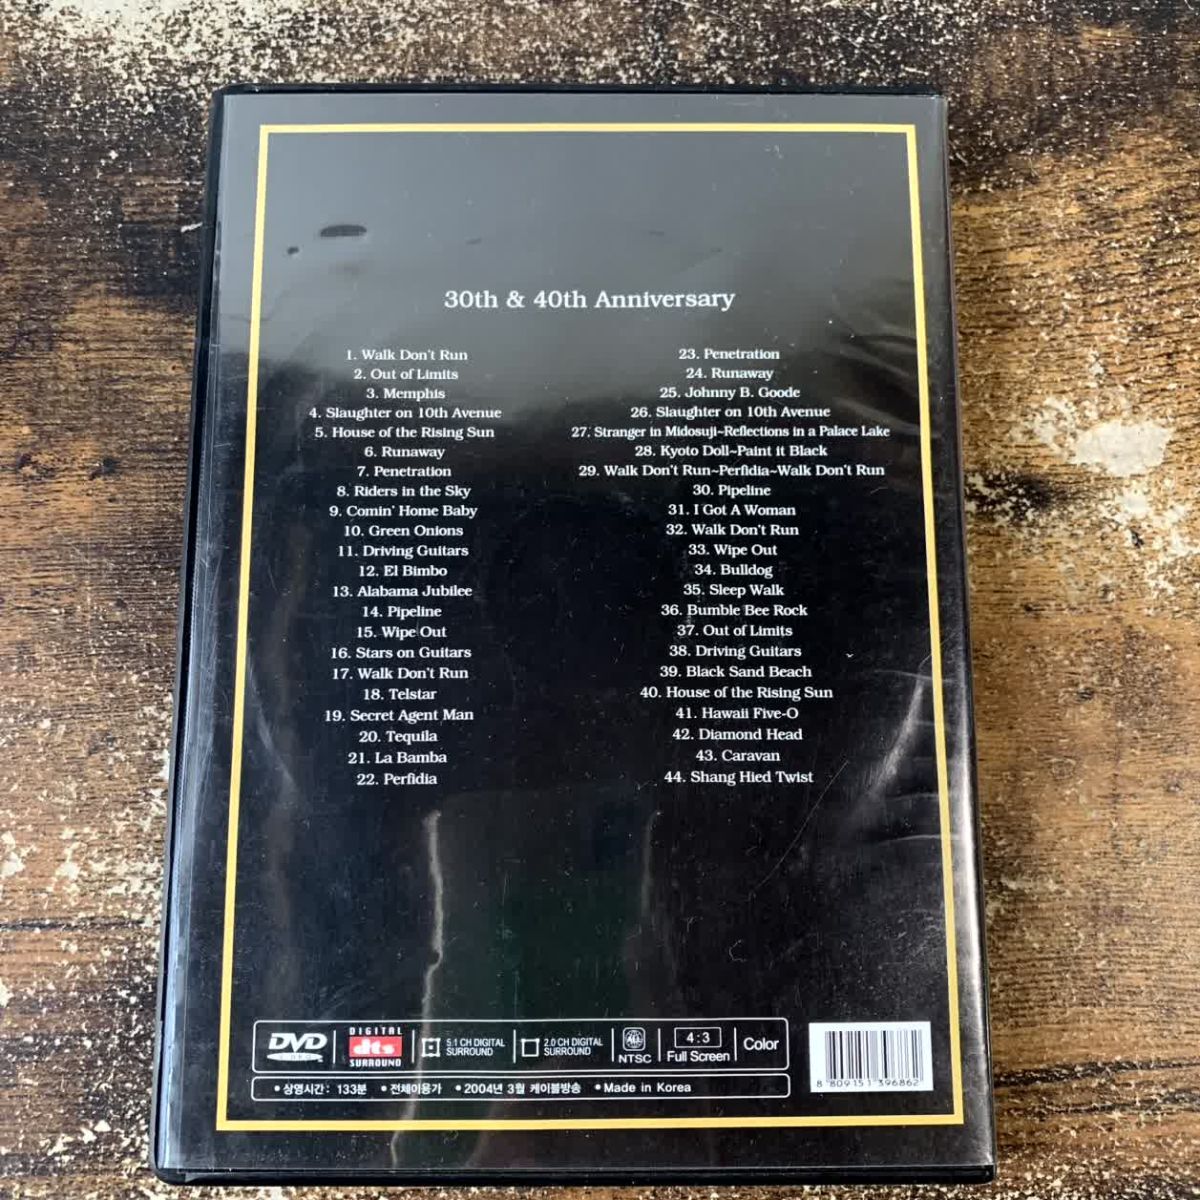 30th & 40th Anniversary
1. Walk Don't Run
2. Out of Limits
3. Memphis
4. Slaughter on 10th Avenue
5. House of the Rising Sun
6. Runaway
7. Penetration
8. Riders in the Sky
9. Comin' Home Baby
10. Green Onions
11. Driving Guitars
12. El Bimbo
13. Alabama Jubilee
14. Pipeline
15. Wipe Out
16. Stars on Guitars
17. Walk Don't Run
18. Telstar
19. Secret Agent Man
20. Tequila
21. La Bamba
22. Perfidia
23. Penetration
24. Runaway
25. Johnny B. Goode
26. Slaughter on 10th Avenue
27. Stranger in Midosuji~Reflections in a Palace Lake
28. Kyoto Doll~Paint it Black
29. Walk Don't Run~Perfidia~Walk Don't Run
30. Pipeline
31. I Got A Woman
32. Walk Don't Run
33. Wipe Out
34. Bulldog
35. Sleep Walk
36. Bumble Bee Rock
37. Out of Limits
38. Driving Guitars
39. Black Sand Beach
40. House of the Rising Sun
41. Hawaii Five-O
42. Diamond Head
43. Caravan
44. Shang Hied Twist
DVD
DIGITAL
dts
SURROUND
5.1 CH DIGITAL
SURROUND
2.0 CH DIGITAL
SURROUND
ALL
NTSC
4:3
Full Screen
Color
• 상영시간: 133분 • 전체이용가 • 2004년 3월 케이블방송 • Made in Korea
8 809151 396862